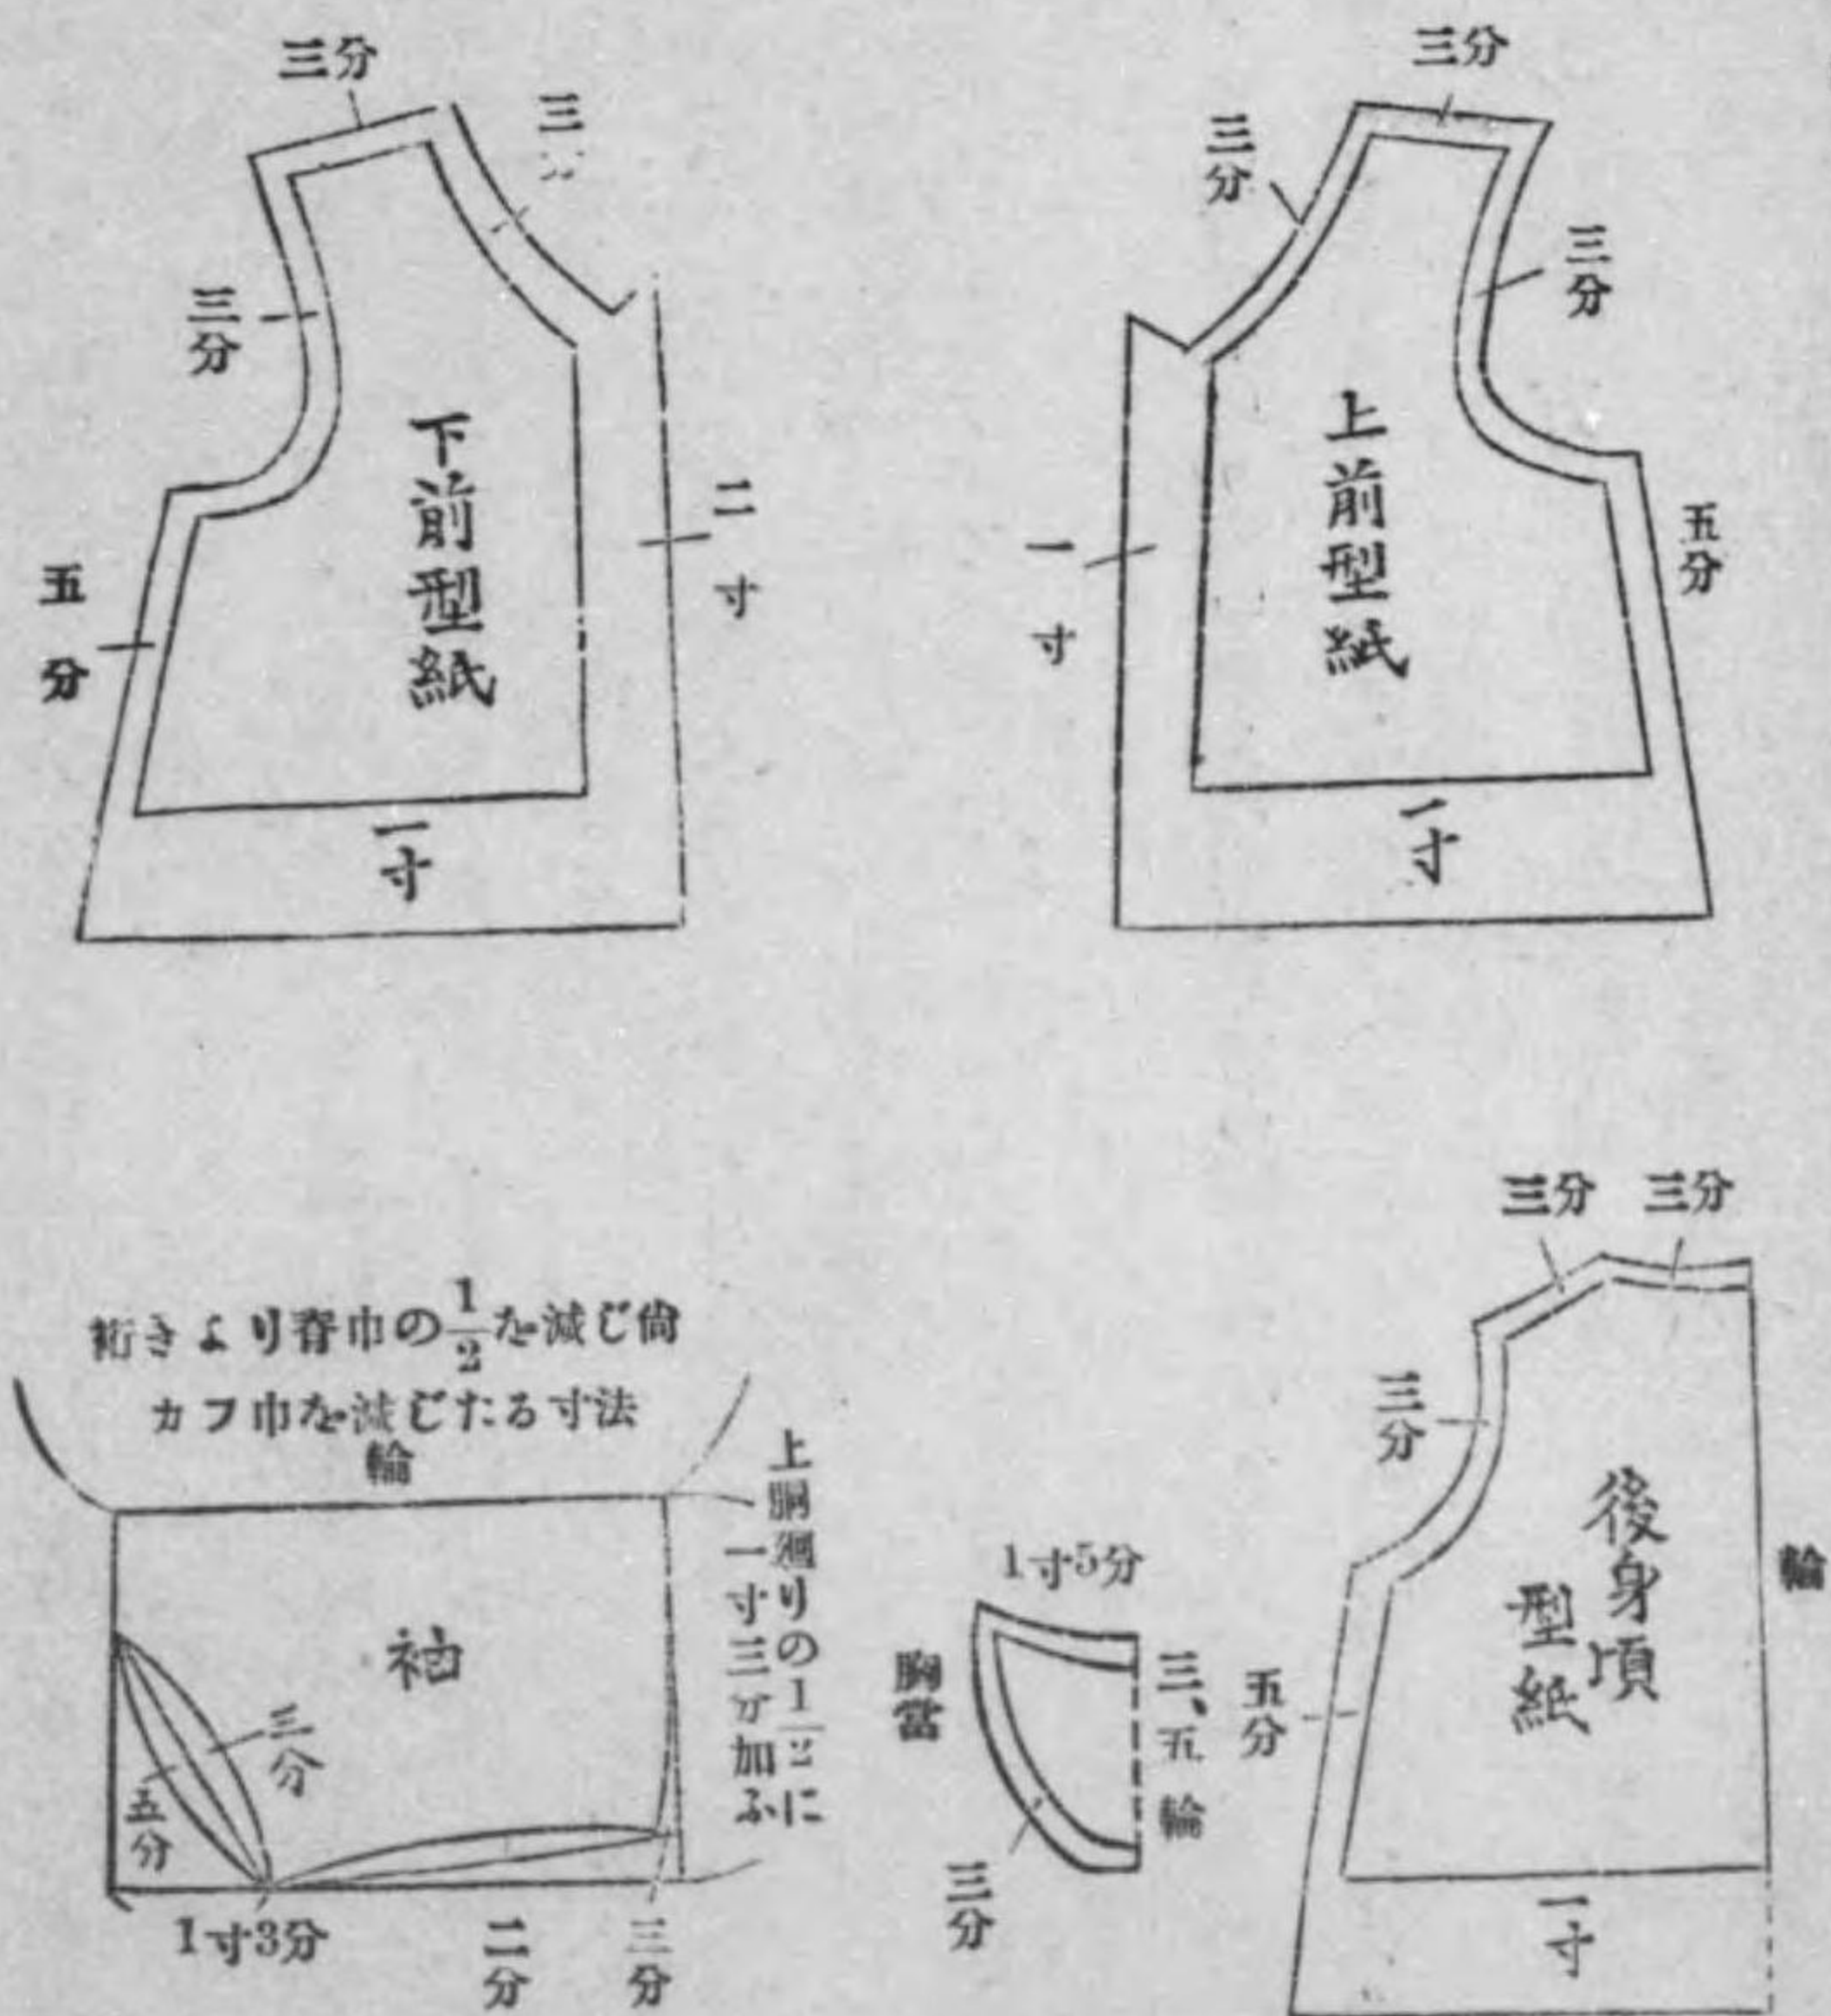 三分
三
三分
下前型紙
二寸
五分
一寸
三分
三分
三分
上前型紙
一寸
五分
一寸
裄きより脊巾の1/2を減じ尙
カフ巾を減じたる寸法
輪
袖
上胴廻りの1/2に
一寸三分加ふ
三分
五分
1寸3分
二分
三分
1寸5分
胸當
三、五
輪
三分
三分
三分
三分
後身頃
型紙
輪
五分
一寸